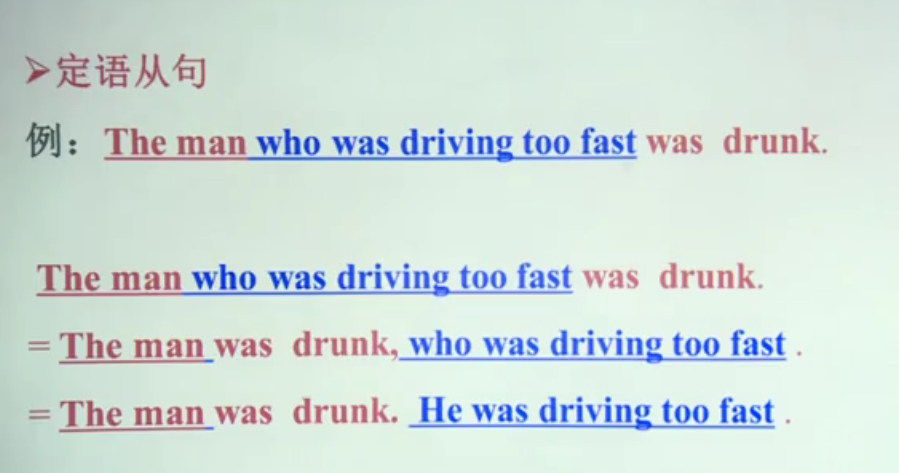 ➢定语从句
例：The man who was driving too fast was drunk.
The man who was driving too fast was drunk.
= The man was drunk, who was driving too fast .
= The man was drunk. He was driving too fast .